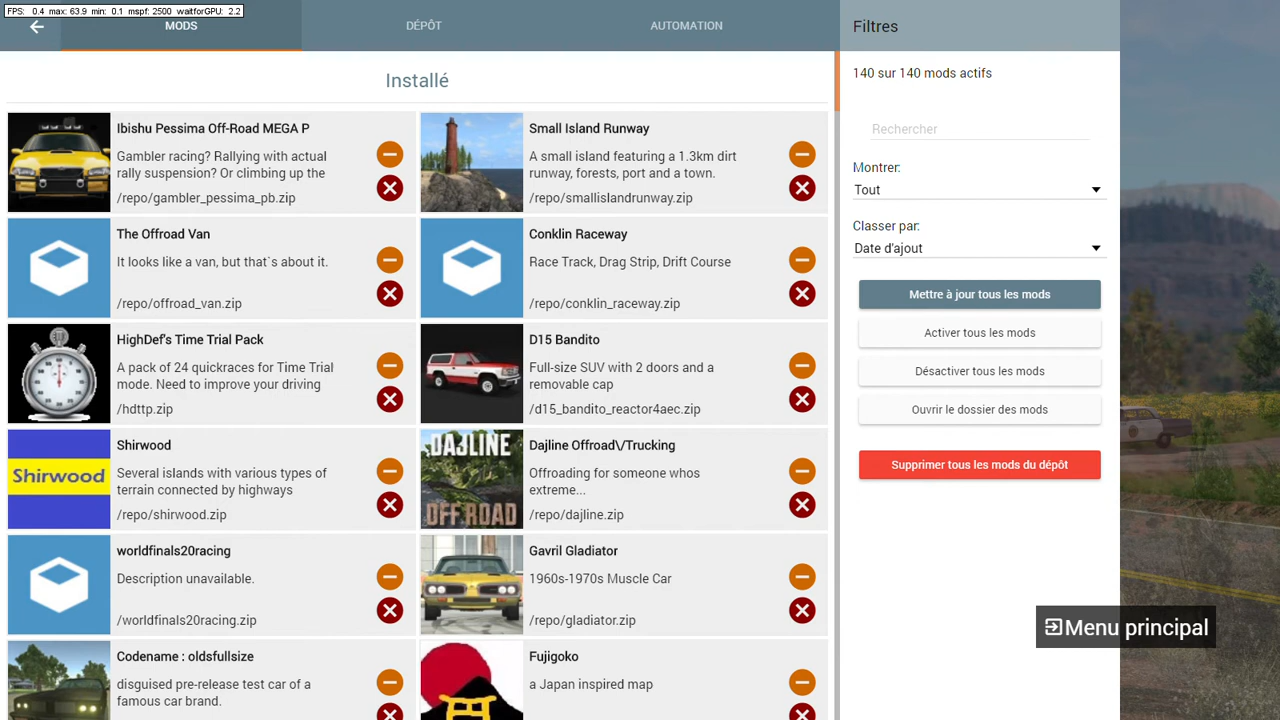 FPS: 0.4 max: 63.9 min: 0.1 mspf: 2500 waitforGPU: 2.2
MODS
DÉPÔT
AUTOMATION
Installé
Ibishu Pessima Off-Road MEGA P
Gambler racing? Rallying with actual
rally suspension? Or climbing up the
/repo/gambler_pessima_pb.zip
Small Island Runway
A small island featuring a 1.3km dirt
runway, forests, port and a town.
/repo/smallislandrunway.zip
The Offroad Van
It looks like a van, but that`s about it.
/repo/offroad_van.zip
Conklin Raceway
Race Track, Drag Strip, Drift Course
/repo/conklin_raceway.zip
HighDef's Time Trial Pack
A pack of 24 quickraces for Time Trial
mode. Need to improve your driving
/hdttp.zip
D15 Bandito
Full-size SUV with 2 doors and a
removable cap
/d15_bandito_reactor4aec.zip
Shirwood
Shirwood
Several islands with various types of
terrain connected by highways
/repo/shirwood.zip
DAJLINE
OFF ROAD
Dajline Offroad\/Trucking
Offroading for someone whos
extreme...
/repo/dajline.zip
worldfinals20racing
Description unavailable.
/worldfinals20racing.zip
Gavril Gladiator
1960s-1970s Muscle Car
/repo/gladiator.zip
Codename : oldsfullsize
disguised pre-release test car of a
famous car brand.
Fujigoko
a Japan inspired map
Filtres
140 sur 140 mods actifs
Rechercher
Montrer:
Tout
Classer par:
Date d'ajout
Mettre à jour tous les mods
Activer tous les mods
Désactiver tous les mods
Ouvrir le dossier des mods
Supprimer tous les mods du dépôt
Menu principal